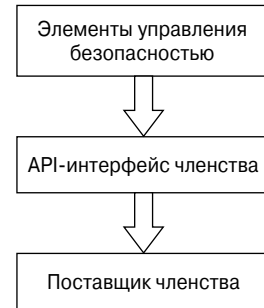 Элементы управления
безопасностью
API-интерфейс членства
Поставщик членства